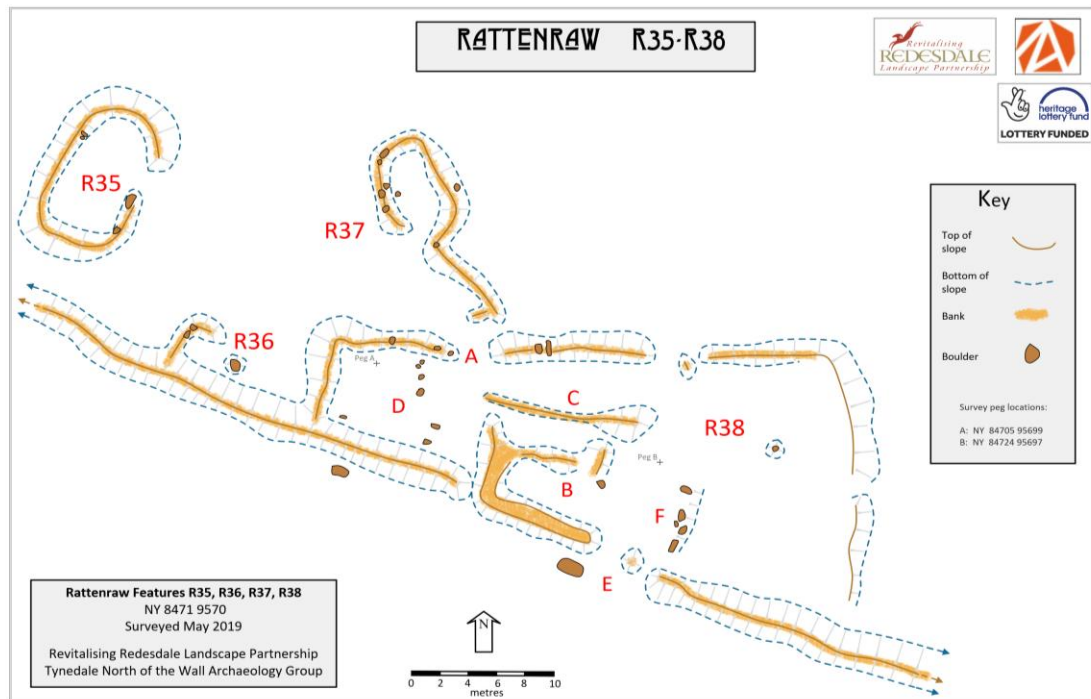 RATTENRAW R35-R38
Revitalising
REDESDALE
Landscape Partnership
heritage
lottery fund
LOTTERY FUNDED
R35
R37
R36
A
Peg A
D
C
R38
B
Peg B
F
E
Key
Top of
slope
Bottom of
slope
Bank
Boulder
Survey peg locations:
A: NY 84705 95699
B: NY 84724 95697
Rattenraw Features R35, R36, R37, R38
NY 8471 9570
Surveyed May 2019
Revitalising Redesdale Landscape Partnership
Tynedale North of the Wall Archaeology Group
N
0 2 4 6 8 10
metres